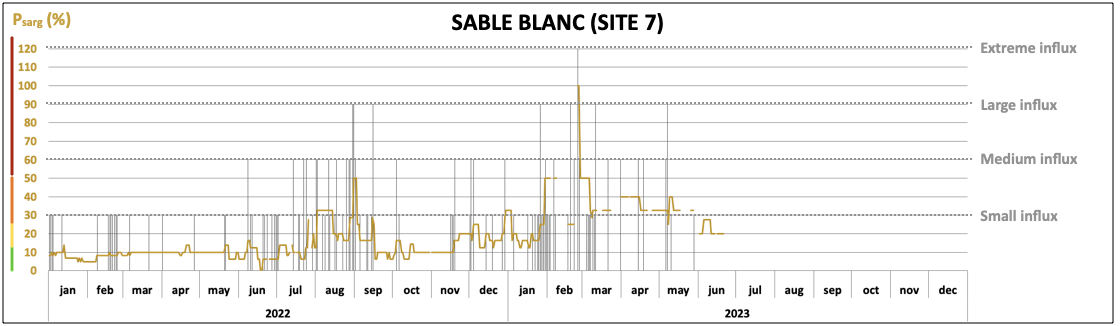 Psarg (%)
SABLE BLANC (SITE 7)
120
Extreme influx
110
100
90
Large influx
80
70
60
Medium influx
50
40
30
Small influx
20
10
0
jan feb mar apr may jun jul aug sep oct nov dec jan feb mar apr may jun jul aug sep oct nov dec
2022 2023